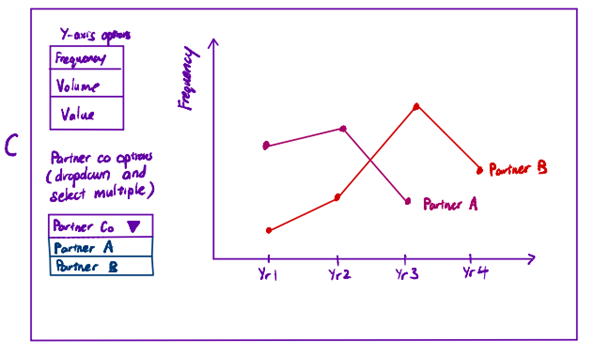 C
Y-axis options
Frequency
Volume
Value
Partner co options
(dropdown and
select multiple)
Partner Co
Partner A
Partner B
Frequency
Partner B
Partner A
Yr1
Yr2
Yr3
Yr4